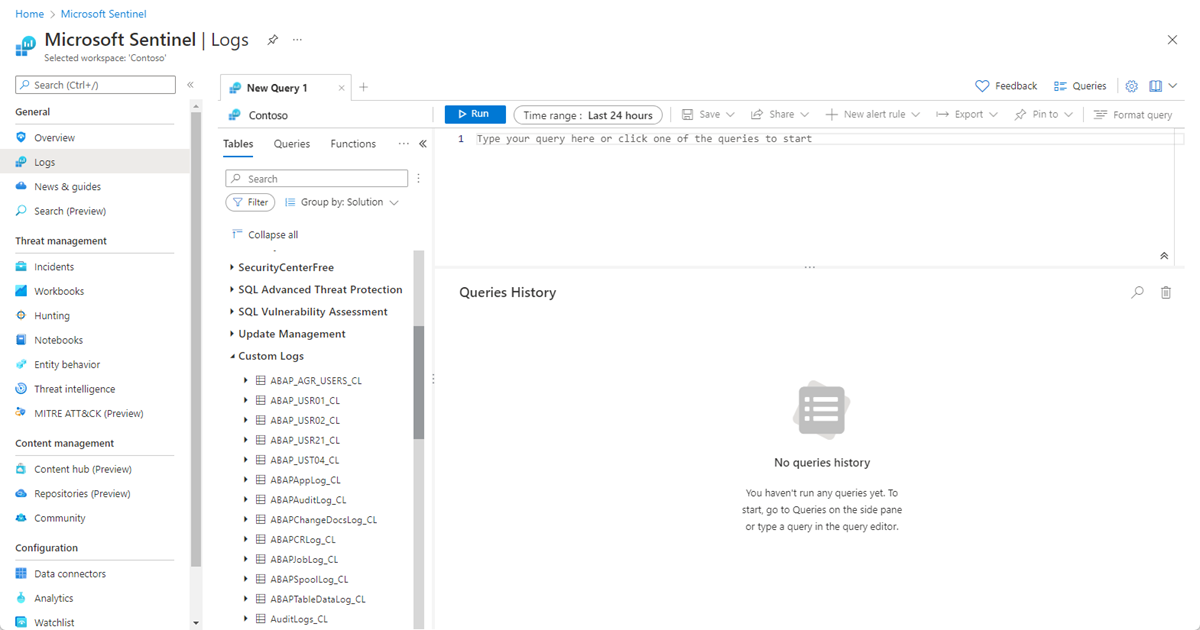 Home > Microsoft Sentinel
Microsoft Sentinel | Logs
Selected workspace: 'Contoso'
Search (Ctrl+/)
General
Overview
Logs
News & guides
Search (Preview)
Threat management
Incidents
Workbooks
Hunting
Notebooks
Entity behavior
Threat intelligence
MITRE ATT&CK (Preview)
Content management
Content hub (Preview)
Repositories (Preview)
Community
Configuration
Data connectors
Analytics
Watchlist
New Query 1
Feedback
Queries
Contoso
Run
Time range : Last 24 hours
Save
Share
New alert rule
Export
Pin to
Format query
Tables
Queries
Functions
Search
Filter
Group by: Solution
Collapse all
SecurityCenterFree
SQL Advanced Threat Protection
SQL Vulnerability Assessment
Update Management
Custom Logs
ABAP_AGR_USERS_CL
ABAP_USR01_CL
ABAP_USR02_CL
ABAP_USR21_CL
ABAP_UST04_CL
ABAPAppLog_CL
ABAPAuditLog_CL
ABAPChangeDocsLog_CL
ABAPCRLog_CL
ABAPJobLog_CL
ABAPSpoolLog_CL
ABAPTableDataLog_CL
AuditLogs_CL
1 Type your query here or click one of the queries to start
Queries History
No queries history
You haven't run any queries yet. To
start, go to Queries on the side pane
or type a query in the query editor.